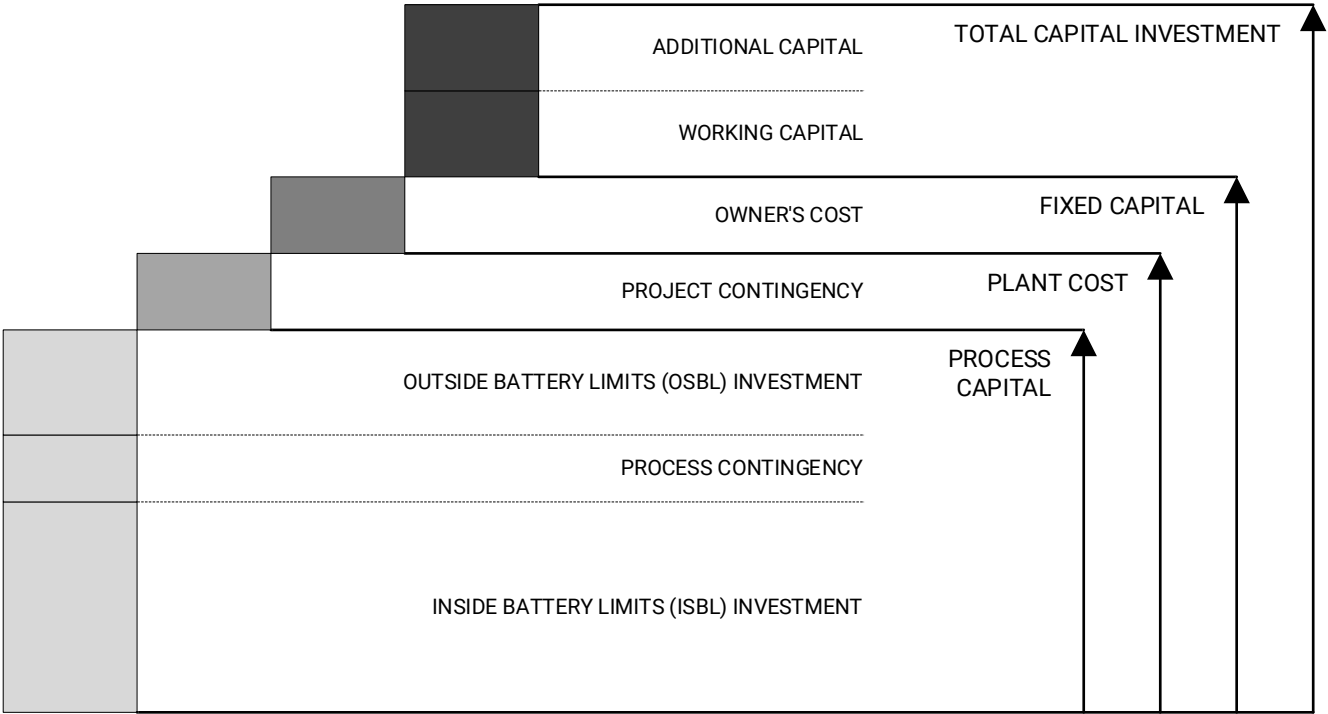 ADDITIONAL CAPITAL
TOTAL CAPITAL INVESTMENT
WORKING CAPITAL
OWNER'S COST
FIXED CAPITAL
PROJECT CONTINGENCY
PLANT COST
OUTSIDE BATTERY LIMITS (OSBL) INVESTMENT
PROCESS
CAPITAL
PROCESS CONTINGENCY
INSIDE BATTERY LIMITS (ISBL) INVESTMENT